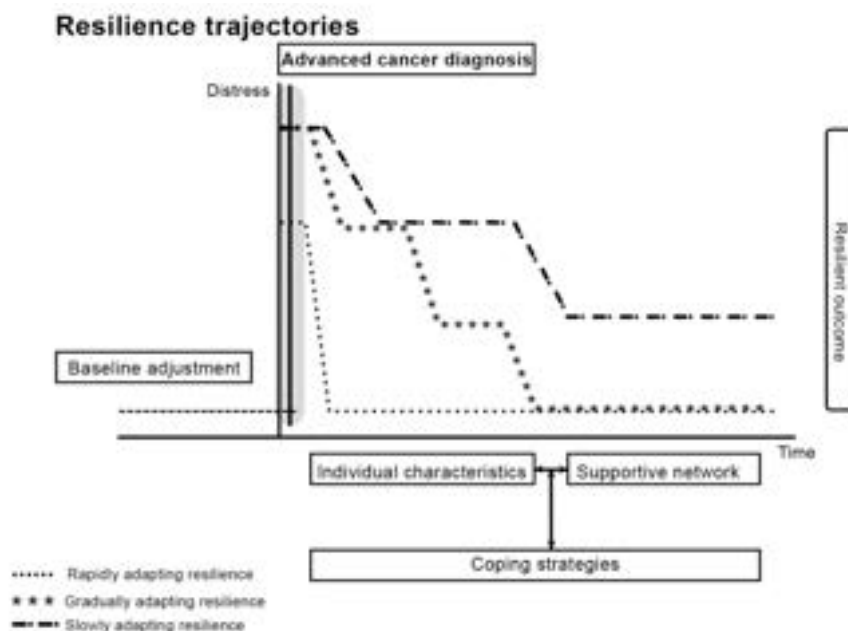 Resilience trajectories
Advanced cancer diagnosis
Distress
Resilient outcome
Baseline adjustment
Time
Individual characteristics
Supportive network
Coping strategies
Rapidly adapting resilience
Gradually adapting resilience
Slowly adapting resilience